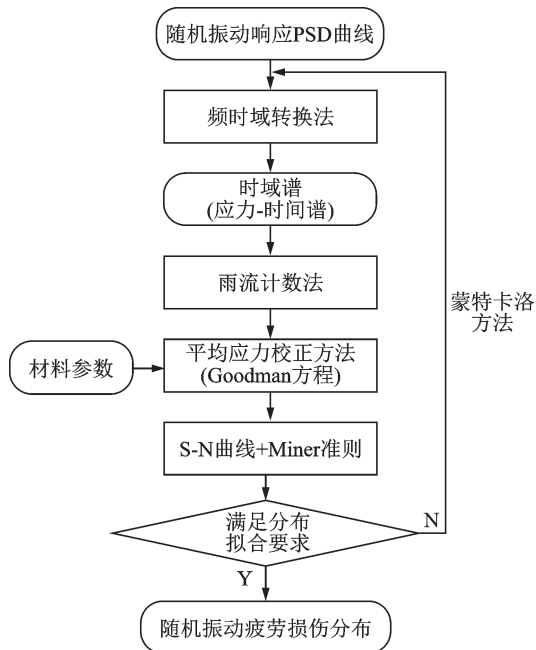 随机振动响应PSD曲线
频时域转换法
时域谱
(应力-时间谱)
雨流计数法
蒙特卡洛
方法
材料参数
平均应力校正方法
(Goodman方程)
S-N曲线+Miner准则
满足分布
拟合要求
N
Y
随机振动疲劳损伤分布